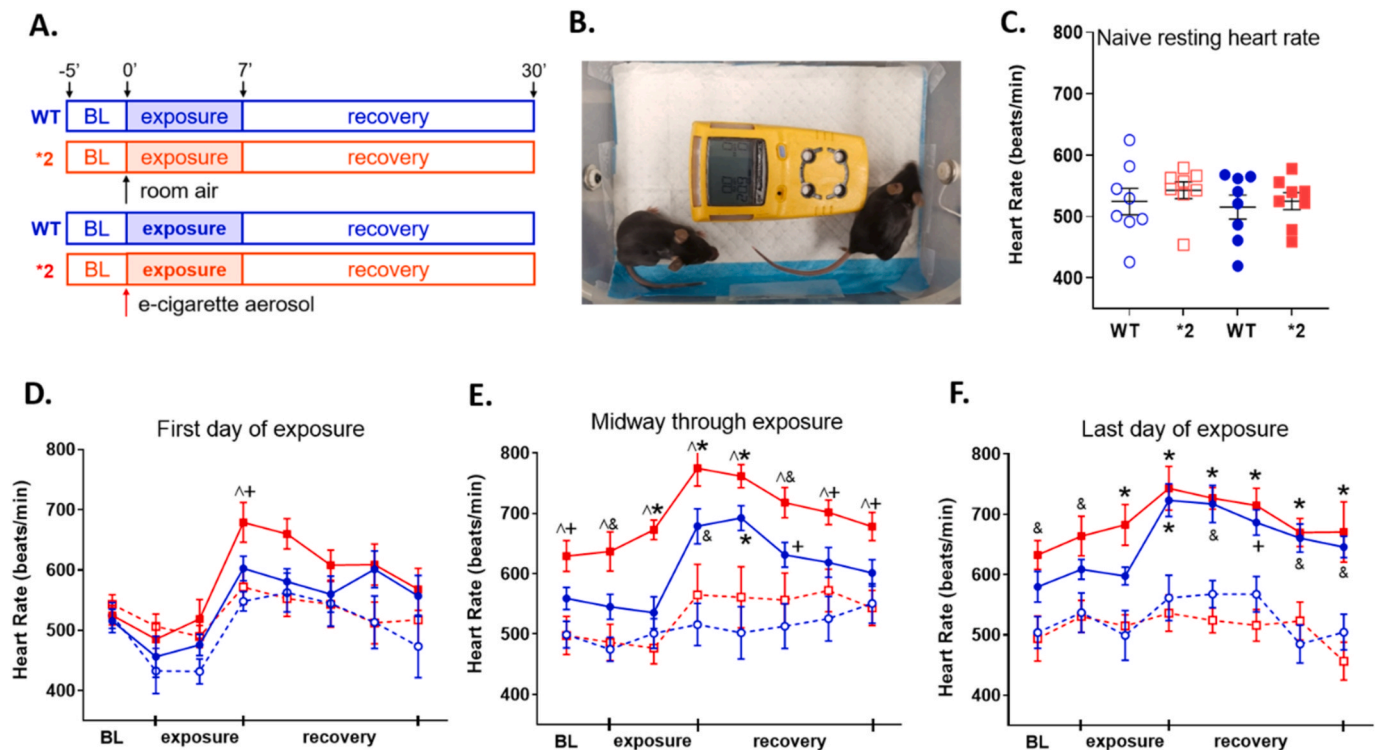 A.
-5' 0' 7' 30'
WT BL exposure recovery
*2 BL exposure recovery
room air
WT BL exposure recovery
*2 BL exposure recovery
e-cigarette aerosol
B.
C.
Naive resting heart rate
Heart Rate (beats/min)
800
700
600
500
400
WT *2 WT *2
D.
First day of exposure
Heart Rate (beats/min)
800
700
600
500
400
^+
BL exposure recovery
E.
Midway through exposure
Heart Rate (beats/min)
800
700
600
500
400
^+ ^& ^* ^* ^* ^& ^+ ^+
& * +
BL exposure recovery
F.
Last day of exposure
Heart Rate (beats/min)
800
700
600
500
400
& & * * * * * *
* & + & &
BL exposure recovery